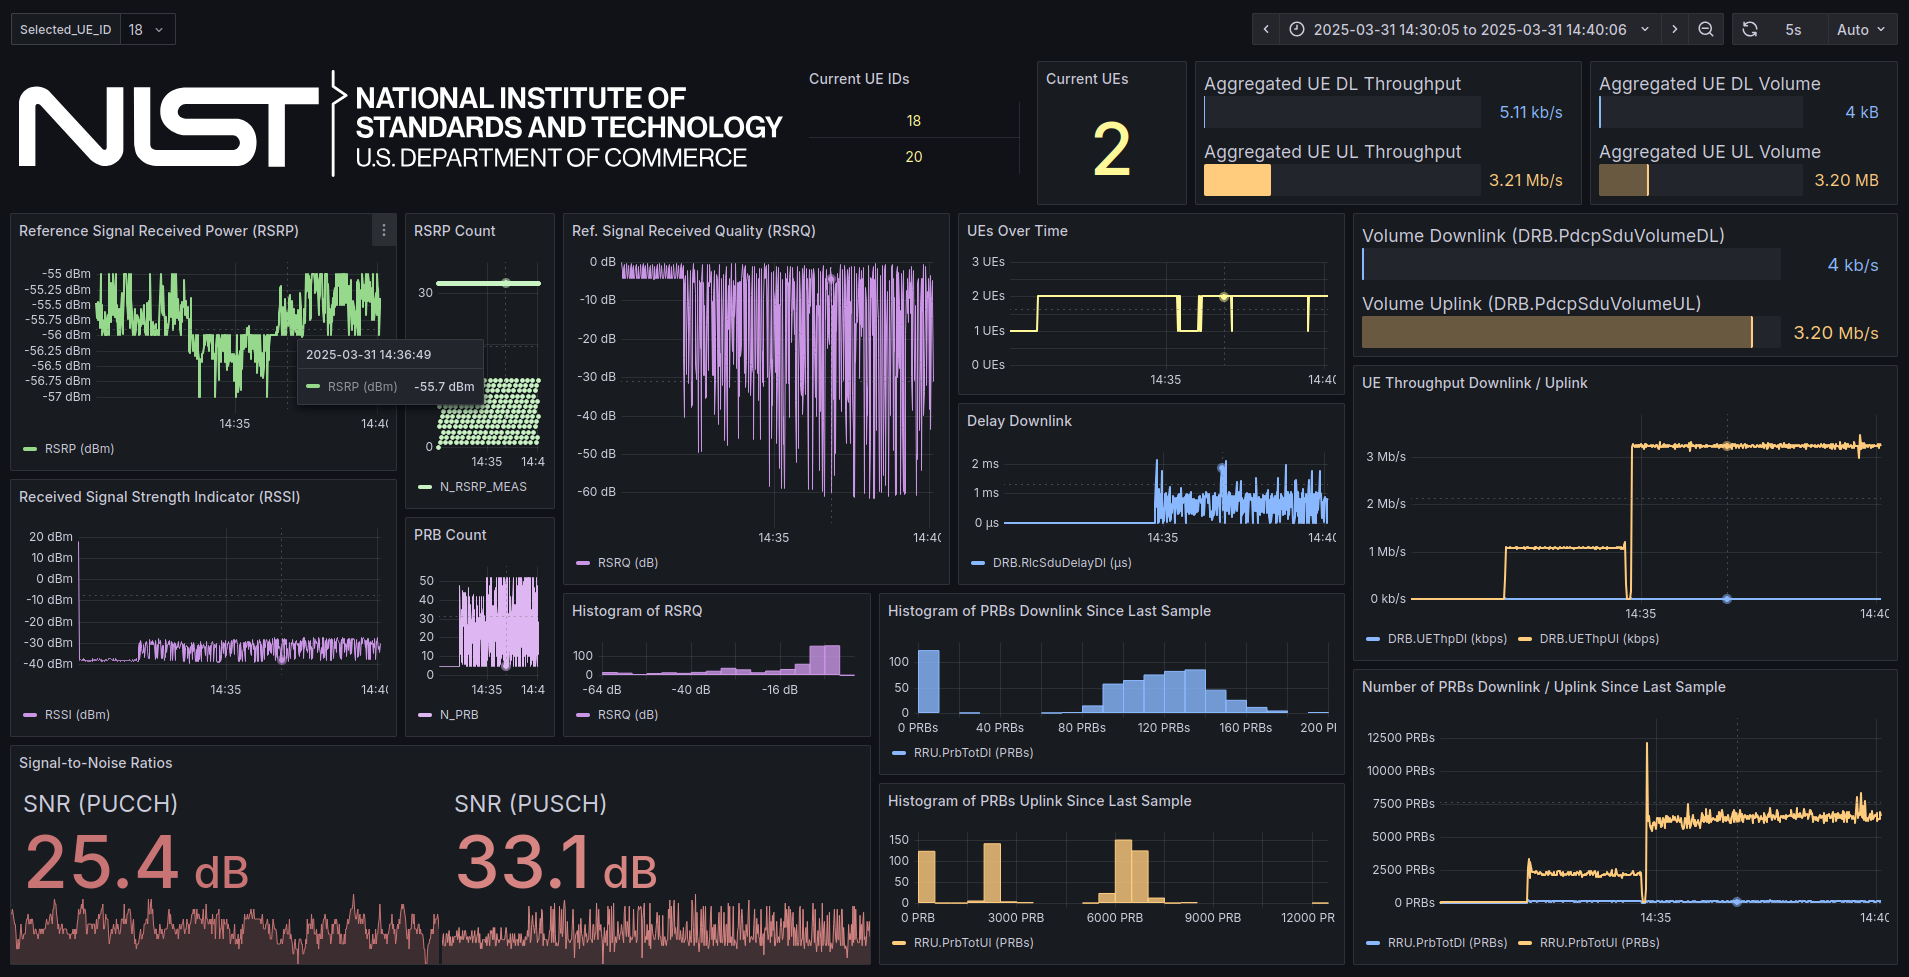 Selected_UE_ID 18
2025-03-31 14:30:05 to 2025-03-31 14:40:06
5s
Auto
NIST
NATIONAL INSTITUTE OF
STANDARDS AND TECHNOLOGY
U.S. DEPARTMENT OF COMMERCE
Current UE IDs
18
20
Current UEs
2
Aggregated UE DL Throughput
5.11 kb/s
Aggregated UE UL Throughput
3.21 Mb/s
Aggregated UE DL Volume
4 kB
Aggregated UE UL Volume
3.20 MB
Reference Signal Received Power (RSRP)
-55 dBm
-55.25 dBm
-55.5 dBm
-55.75 dBm
-56 dBm
-56.25 dBm
-56.5 dBm
-56.75 dBm
-57 dBm
14:35
14:40
RSRP (dBm)
2025-03-31 14:36:49
RSRP (dBm) -55.7 dBm
RSRP Count
30
0
14:35
14:4
N_RSRP_MEAS
Ref. Signal Received Quality (RSRQ)
0 dB
-10 dB
-20 dB
-30 dB
-40 dB
-50 dB
-60 dB
14:35
14:40
RSRQ (dB)
UEs Over Time
3 UEs
2 UEs
1 UEs
0 UEs
14:35
14:40
Volume Downlink (DRB.PdcpSduVolumeDL)
4 kb/s
Volume Uplink (DRB.PdcpSduVolumeUL)
3.20 Mb/s
Delay Downlink
2 ms
1 ms
0 µs
14:35
14:40
DRB.RlcSduDelayDl (µs)
UE Throughput Downlink / Uplink
3 Mb/s
2 Mb/s
1 Mb/s
0 kb/s
14:35
14:40
DRB.UEThpDl (kbps)
DRB.UEThpUl (kbps)
Received Signal Strength Indicator (RSSI)
20 dBm
10 dBm
0 dBm
-10 dBm
-20 dBm
-30 dBm
-40 dBm
14:35
14:40
RSSI (dBm)
PRB Count
50
40
30
20
10
0
14:35
14:4
N_PRB
Histogram of RSRQ
100
0
-64 dB
-40 dB
-16 dB
RSRQ (dB)
Histogram of PRBs Downlink Since Last Sample
100
50
0
0 PRBs
40 PRBs
80 PRBs
120 PRBs
160 PRBs
200 PI
RRU.PrbTotDl (PRBs)
Number of PRBs Downlink / Uplink Since Last Sample
12500 PRBs
10000 PRBs
7500 PRBs
5000 PRBs
2500 PRBs
0 PRBs
14:35
14:40
RRU.PrbTotDl (PRBs)
RRU.PrbTotUl (PRBs)
Signal-to-Noise Ratios
SNR (PUCCH)
25.4 dB
SNR (PUSCH)
33.1 dB
Histogram of PRBs Uplink Since Last Sample
150
100
50
0
0 PRB
3000 PRB
6000 PRB
9000 PRB
12000 PR
RRU.PrbTotUl (PRBs)